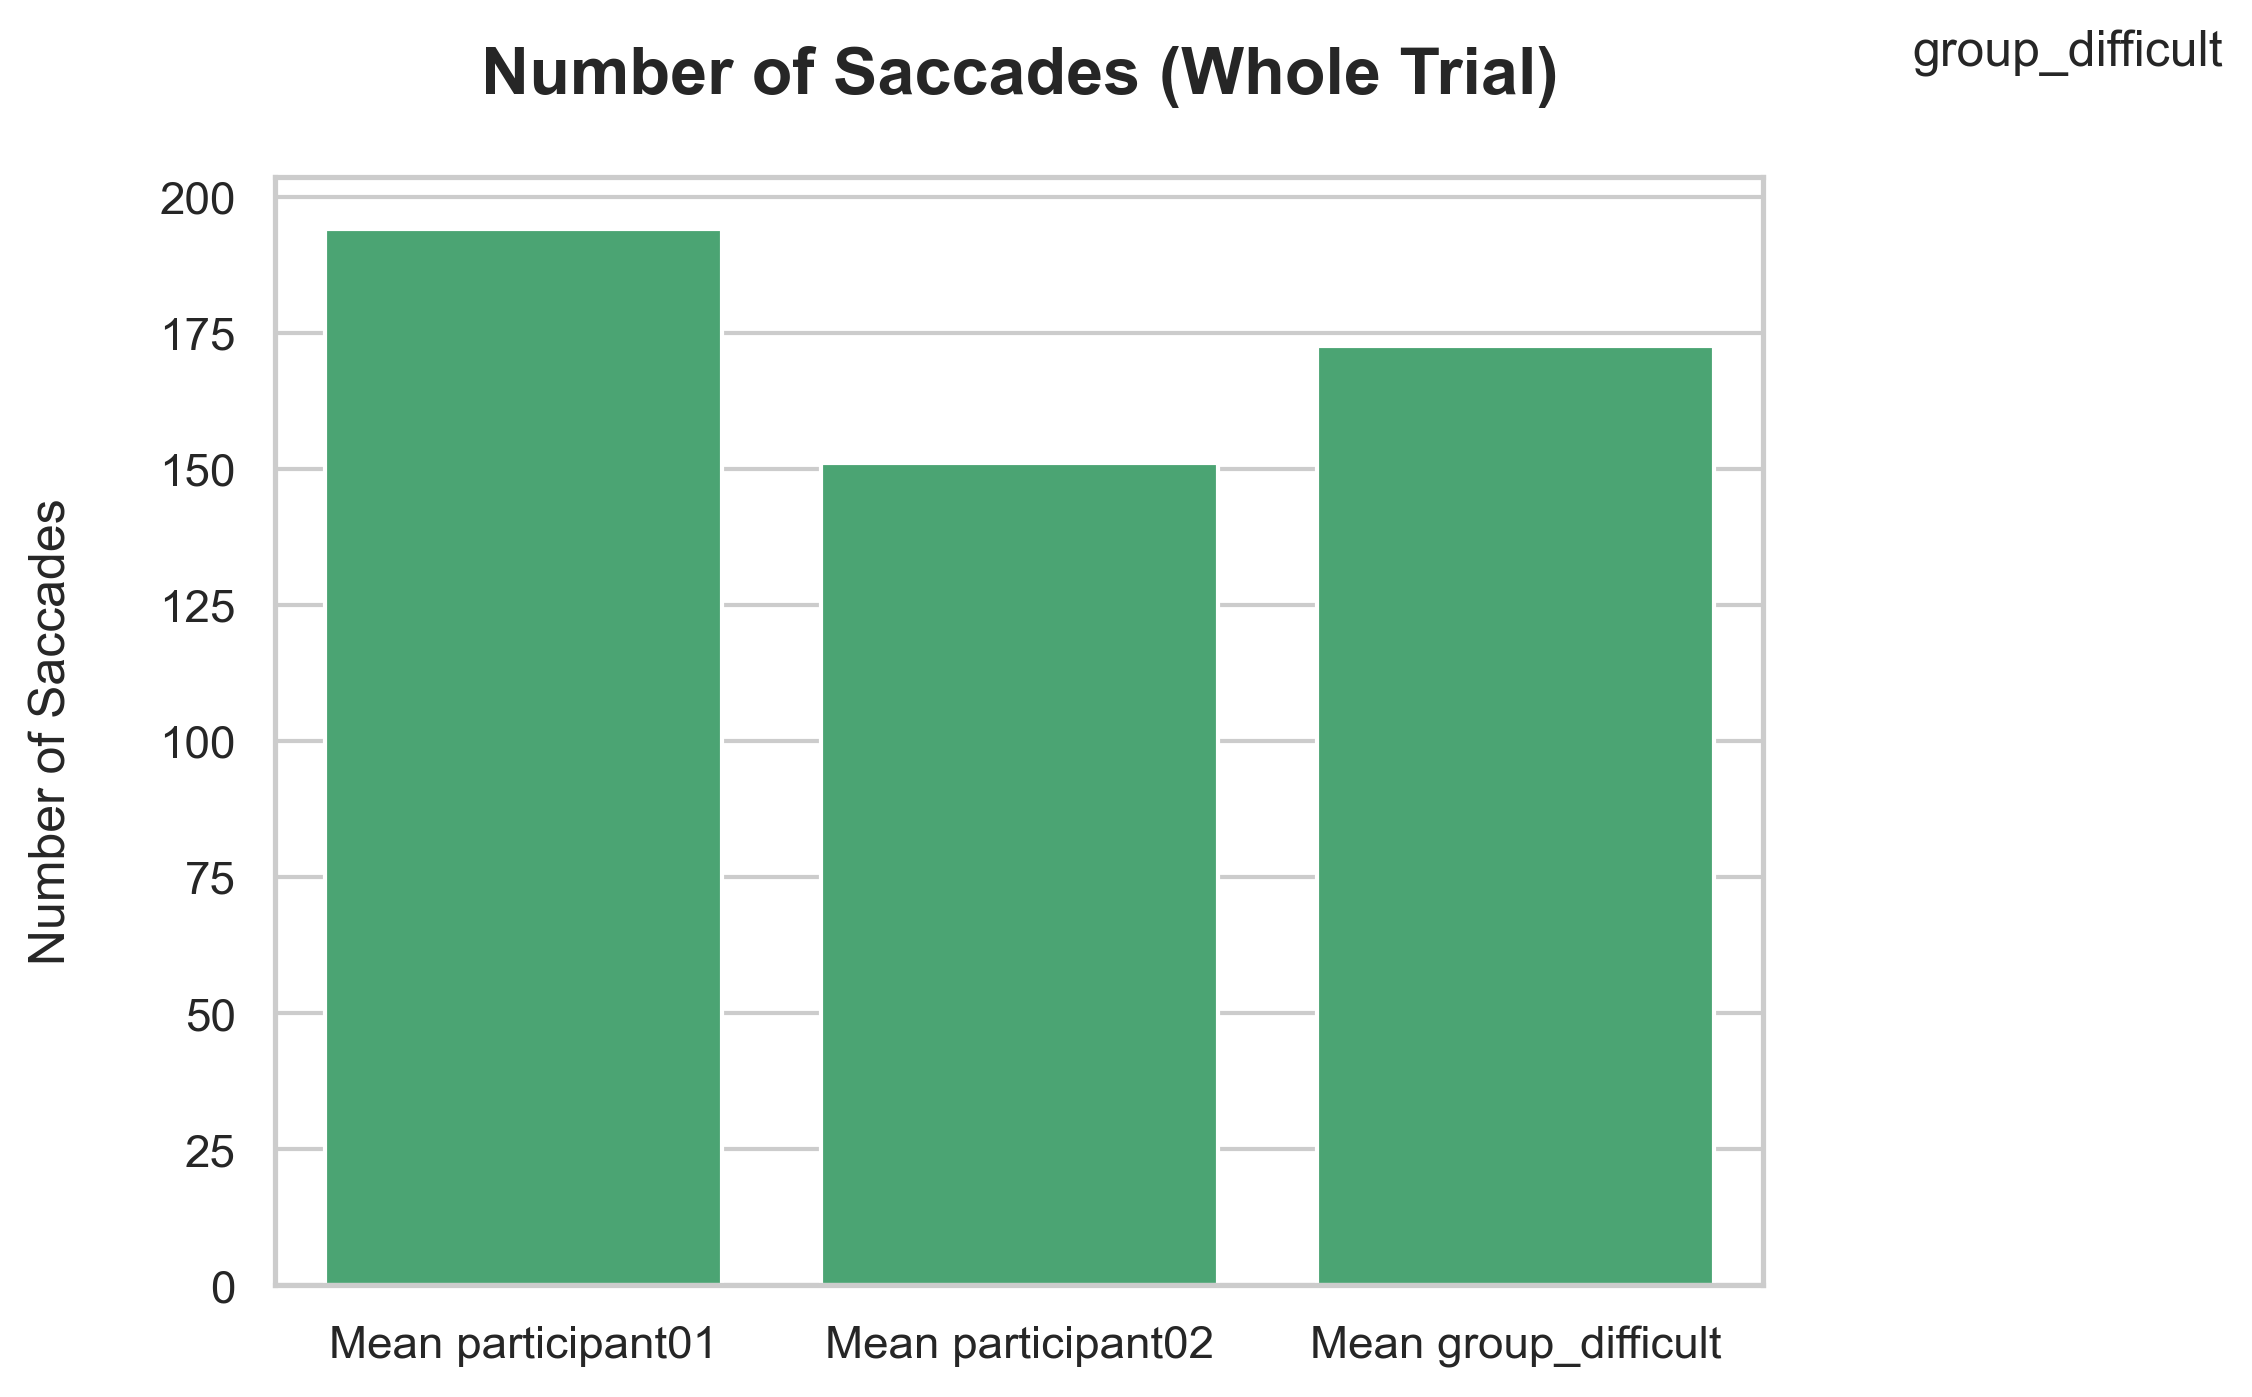 group_difficult
Number of Saccades (Whole Trial)
Number of Saccades
200
175
150
125
100
75
50
25
0
Mean participant01
Mean participant02
Mean group_difficult